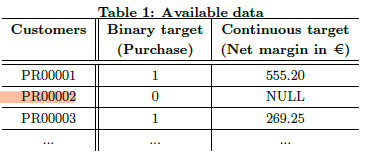 Table 1: Available data
Customers Binary target Continuous target
(Purchase) (Net margin in €)
PR00001 1 555.20
PR00002 0 NULL
PR00003 1 269.25
... ... ...